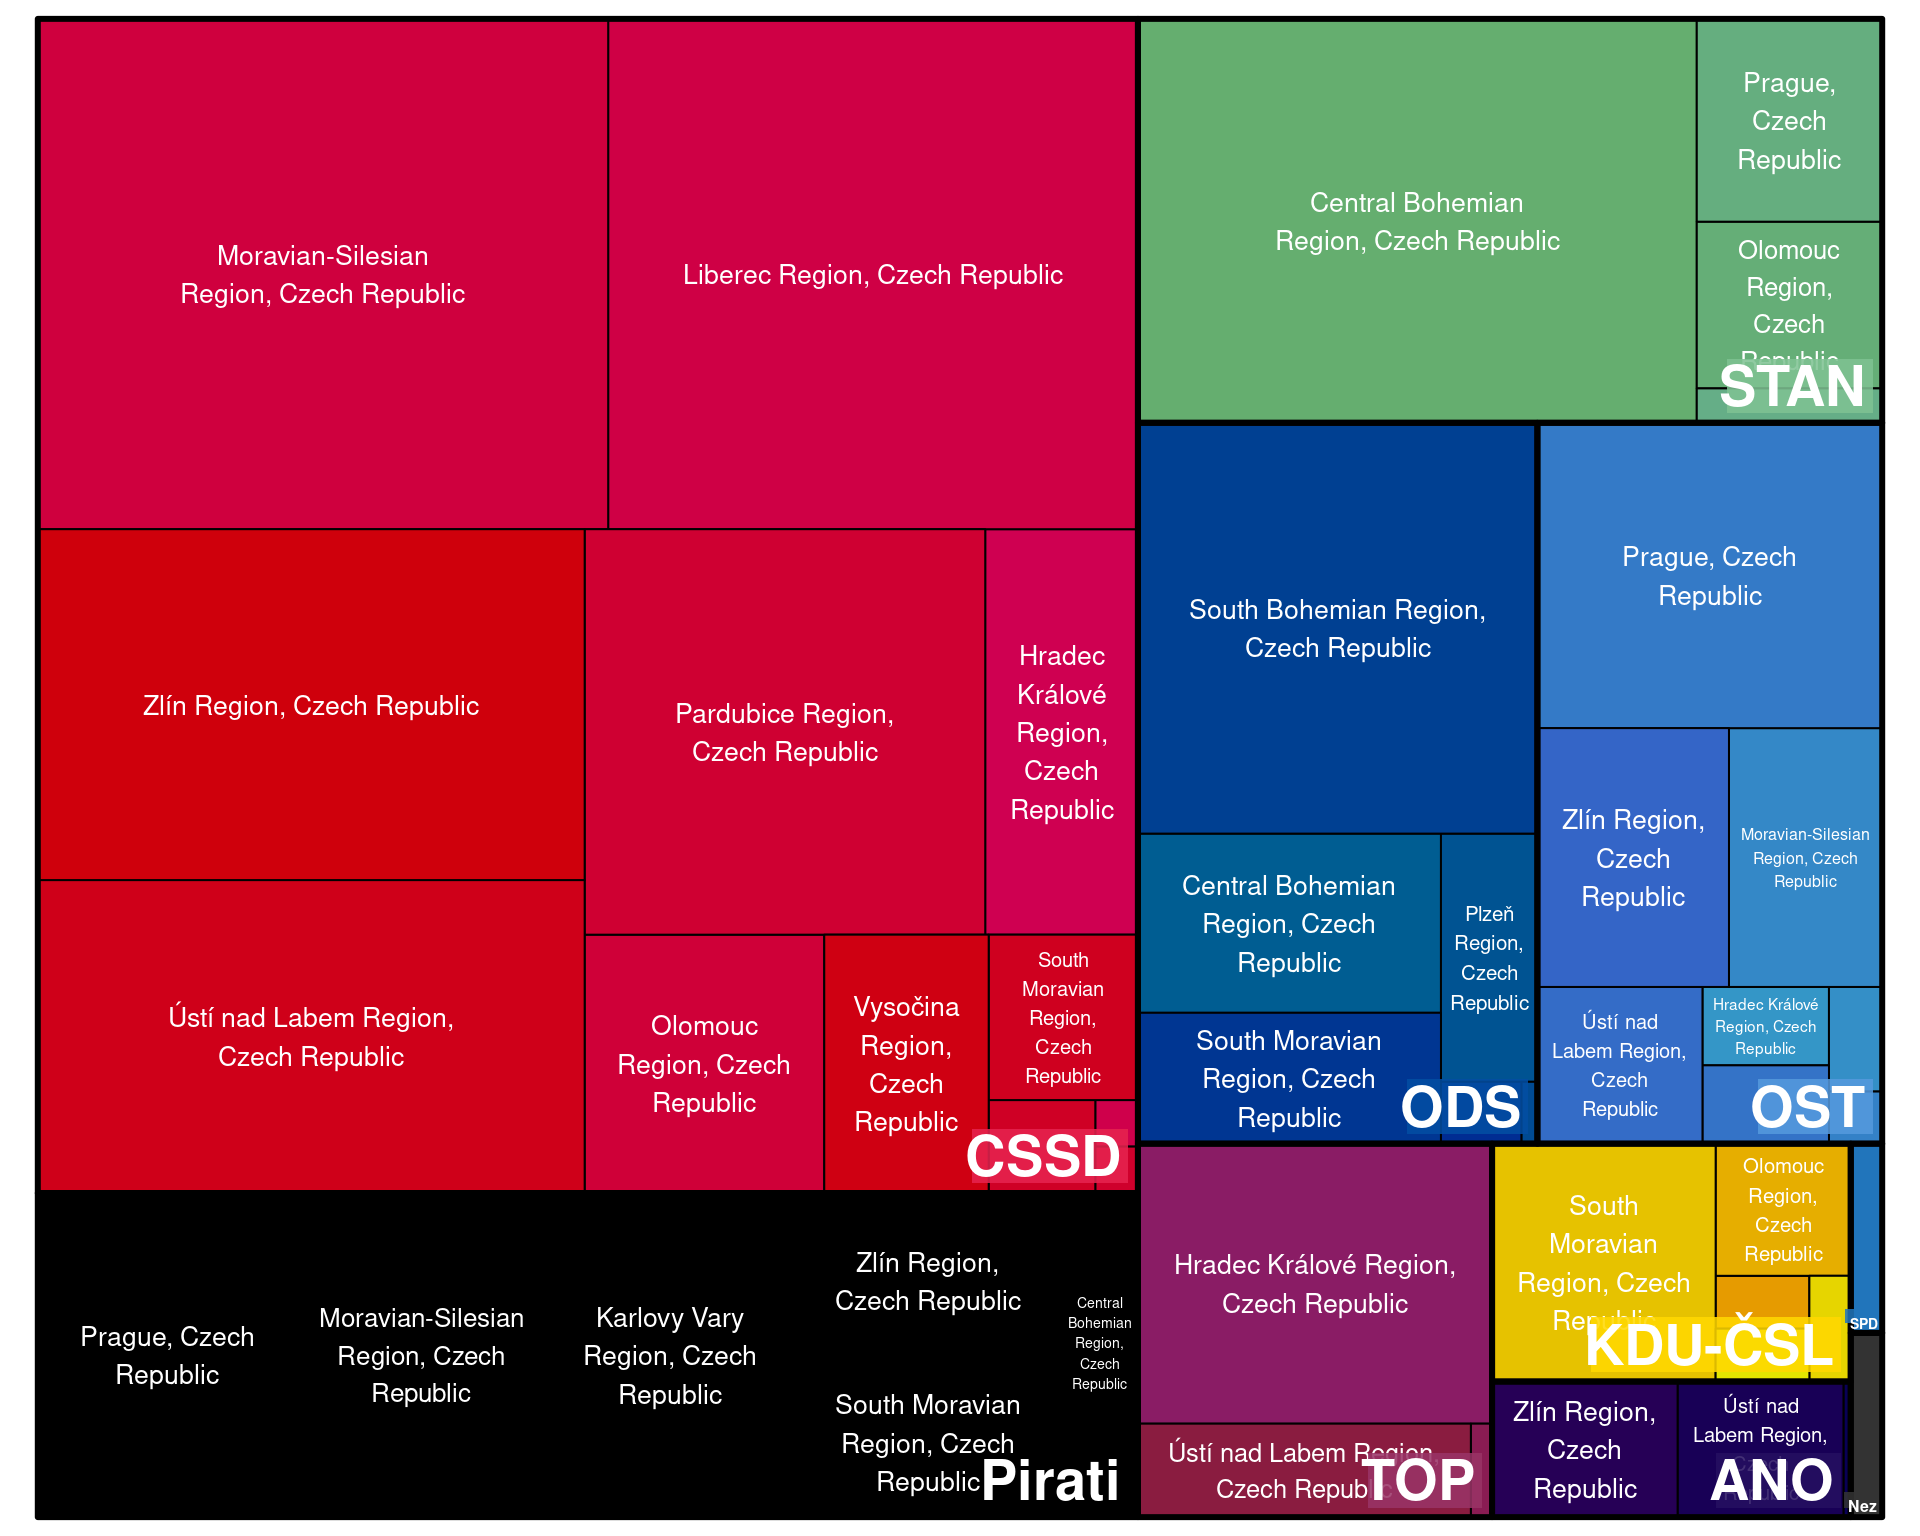 Moravian-Silesian
Region, Czech Republic
Liberec Region, Czech Republic
Zlín Region, Czech Republic
Pardubice Region,
Czech Republic
Hradec
Králové
Region,
Czech
Republic
Ústí nad Labem Region,
Czech Republic
Olomouc
Region, Czech
Republic
Vysočina
Region,
Czech
Republic
South
Moravian
Region,
Czech
Republic
CSSD
Prague, Czech
Republic
Moravian-Silesian
Region, Czech
Republic
Karlovy Vary
Region, Czech
Republic
Zlín Region,
Czech Republic
South Moravian
Region, Czech
Republic
Central
Bohemian
Region,
Czech
Republic
Pirati
Central Bohemian
Region, Czech Republic
Prague,
Czech
Republic
Olomouc
Region,
Czech
Republic
STAN
South Bohemian Region,
Czech Republic
Central Bohemian
Region, Czech
Republic
Plzeň
Region,
Czech
Republic
South Moravian
Region, Czech
Republic
ODS
Prague, Czech
Republic
Zlín Region,
Czech
Republic
Moravian-Silesian
Region, Czech
Republic
Ústí nad
Labem Region,
Czech
Republic
Hradec Králové
Region, Czech
Republic
OST
Hradec Králové Region,
Czech Republic
Ústí nad Labem Region,
Czech Republic
TOP
South
Moravian
Region, Czech
Republic
Olomouc
Region,
Czech
Republic
KDU-ČSL
SPD
Zlín Region,
Czech
Republic
Ústí nad
Labem Region,
ANO
Nez